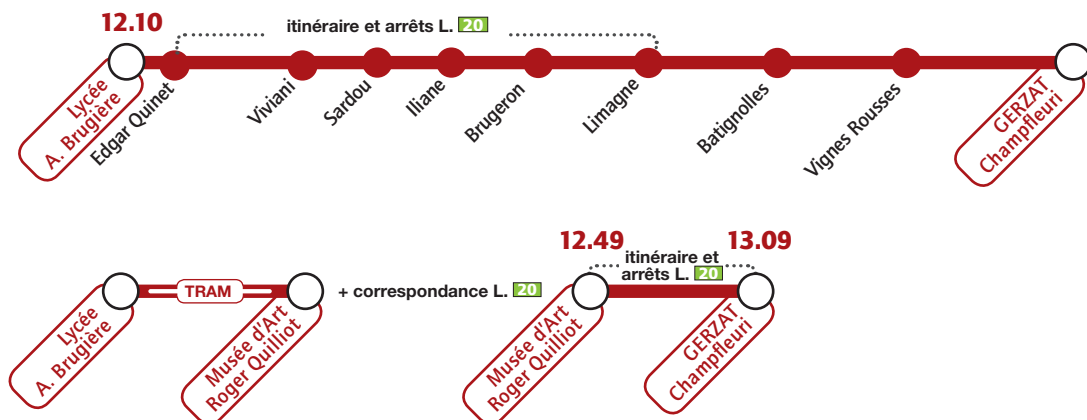 12.10
itinéraire et arrêts L. 20
Lycée
A. Brugière
Edgar Quinet
Viviani
Sardou
Iliane
Brugeron
Limagne
Batignolles
Vignes Rousses
GERZAT
Champfleuri
12.49
13.09
itinéraire et
arrêts L. 20
TRAM
+ correspondance L. 20
Lycée
A. Brugière
Musée d'Art
Roger Quilliot
Musée d'Art
Roger Quilliot
GERZAT
Champfleuri